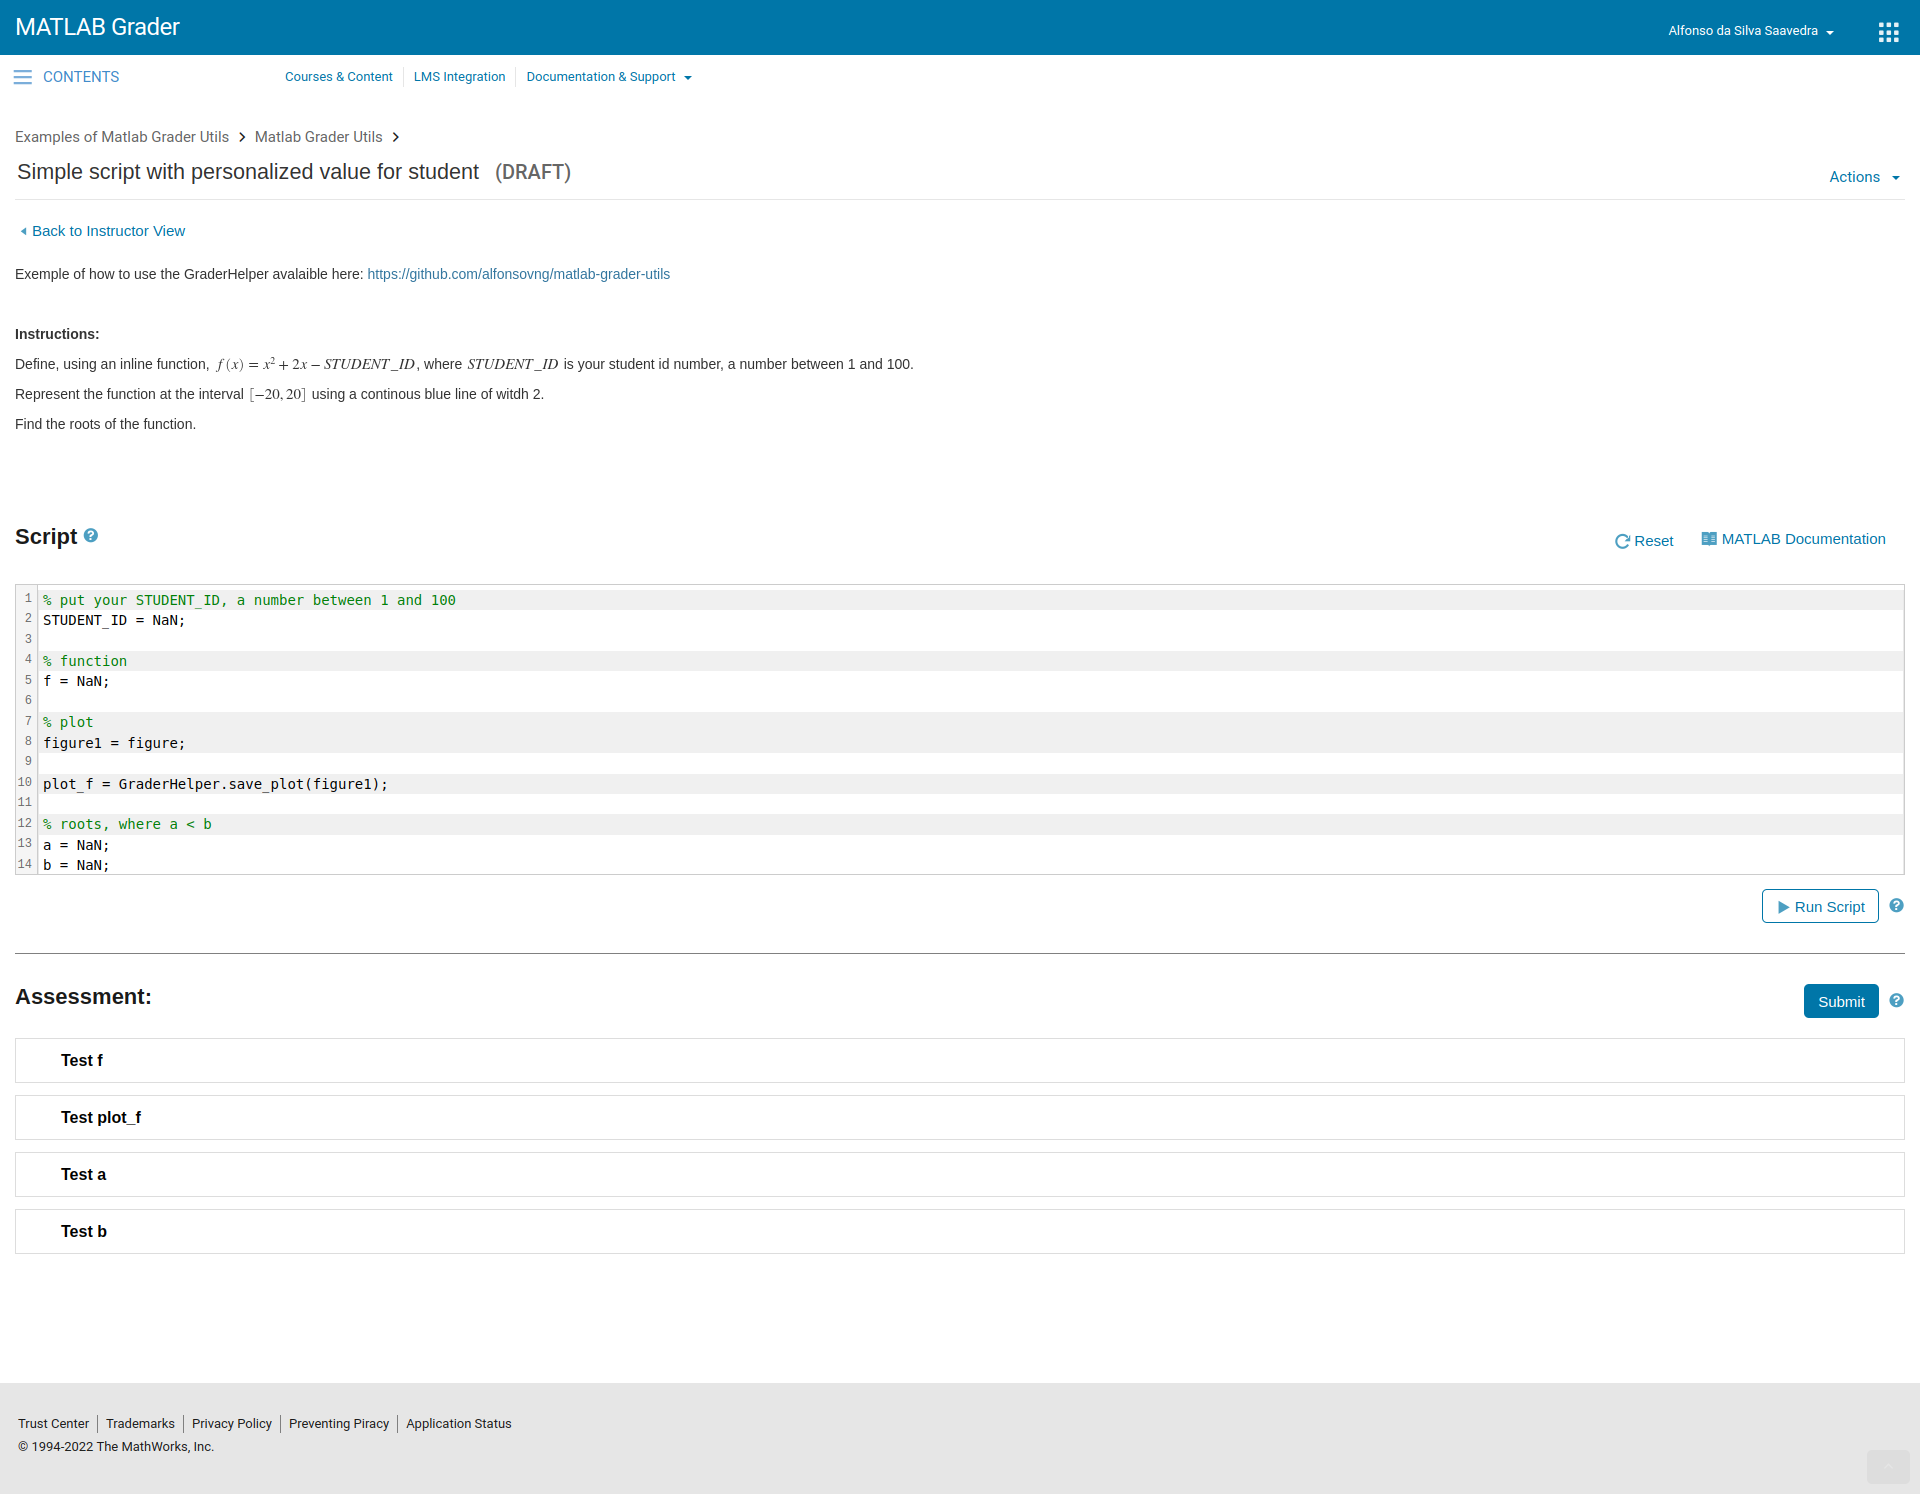 MATLAB Grader
Alfonso da Silva Saavedra
CONTENTS
Courses & Content
LMS Integration
Documentation & Support
Examples of Matlab Grader Utils
Matlab Grader Utils
Simple script with personalized value for student (DRAFT)
Actions
Back to Instructor View
Exemple of how to use the GraderHelper avalaible here: https://github.com/alfonsovng/matlab-grader-utils
Instructions:
Define, using an inline function, f (x) = x² + 2x − STUDENT_ID, where STUDENT_ID is your student id number, a number between 1 and 100.
Represent the function at the interval [−20, 20] using a continous blue line of witdh 2.
Find the roots of the function.
Script ?
Reset
MATLAB Documentation
1 % put your STUDENT_ID, a number between 1 and 100
2 STUDENT_ID = NaN;
3
4 % function
5 f = NaN;
6
7 % plot
8 figure1 = figure;
9
10 plot_f = GraderHelper.save_plot(figure1);
11
12 % roots, where a < b
13 a = NaN;
14 b = NaN;
Run Script ?
Assessment:
Submit ?
Test f
Test plot_f
Test a
Test b
Trust Center
Trademarks
Privacy Policy
Preventing Piracy
Application Status
© 1994-2022 The MathWorks, Inc.